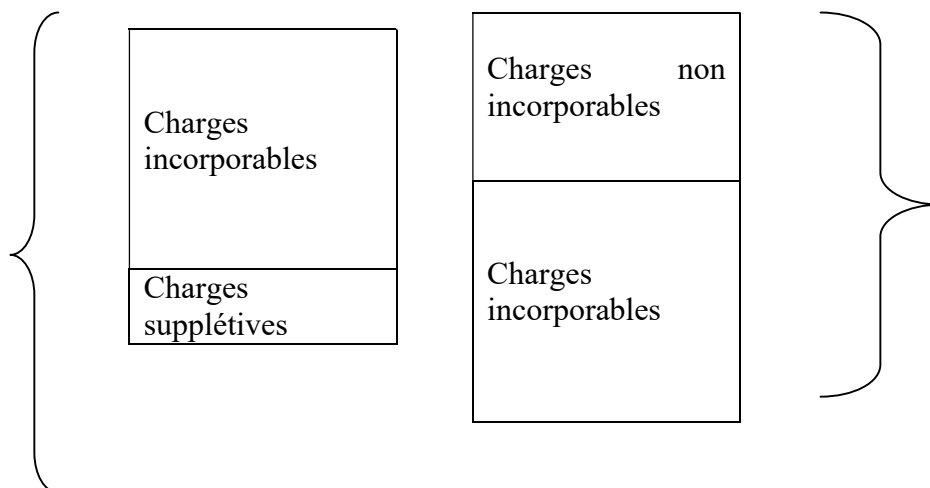 Charges
incorporables
Charges
supplétives
Charges non
incorporables
Charges
incorporables